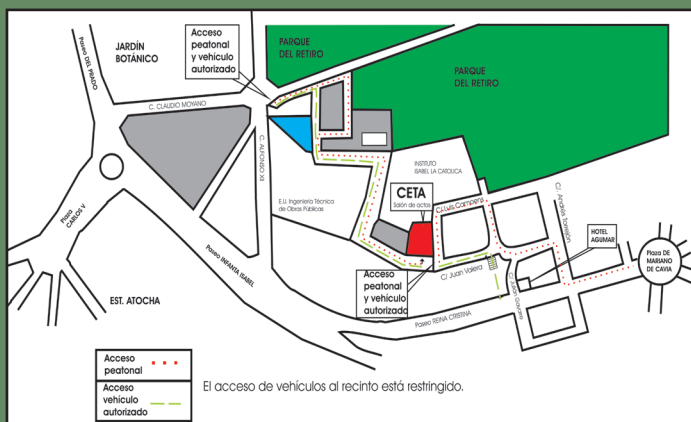 Acceso
peatonal
y vehículo
autorizado
JARDÍN
BOTÁNICO
PARQUE
DEL RETIRO
PARQUE
DEL RETIRO
Paseo DEL PRADO
C. CLAUDIO MOYANO
C. ALFONSO XII
INSTITUTO
ISABEL LA CATOLICA
CETA
Salón de actos
C/ Luis Camoens
C/ Andrés Torrejón
E.U. Ingeniería Técnica
de Obras Públicas
Plaza
CARLOS V
HOTEL
AGUMAR
Plaza DE
MARIANO
DE CAVIA
Paseo INFANTA ISABEL
Acceso
peatonal
y vehículo
autorizado
C/ Juan Valera
C/ Julián Gayarre
EST. ATOCHA
Paseo REINA CRISTINA
Acceso
peatonal
Acceso
vehículo
autorizado
El acceso de vehículos al recinto está restringido.